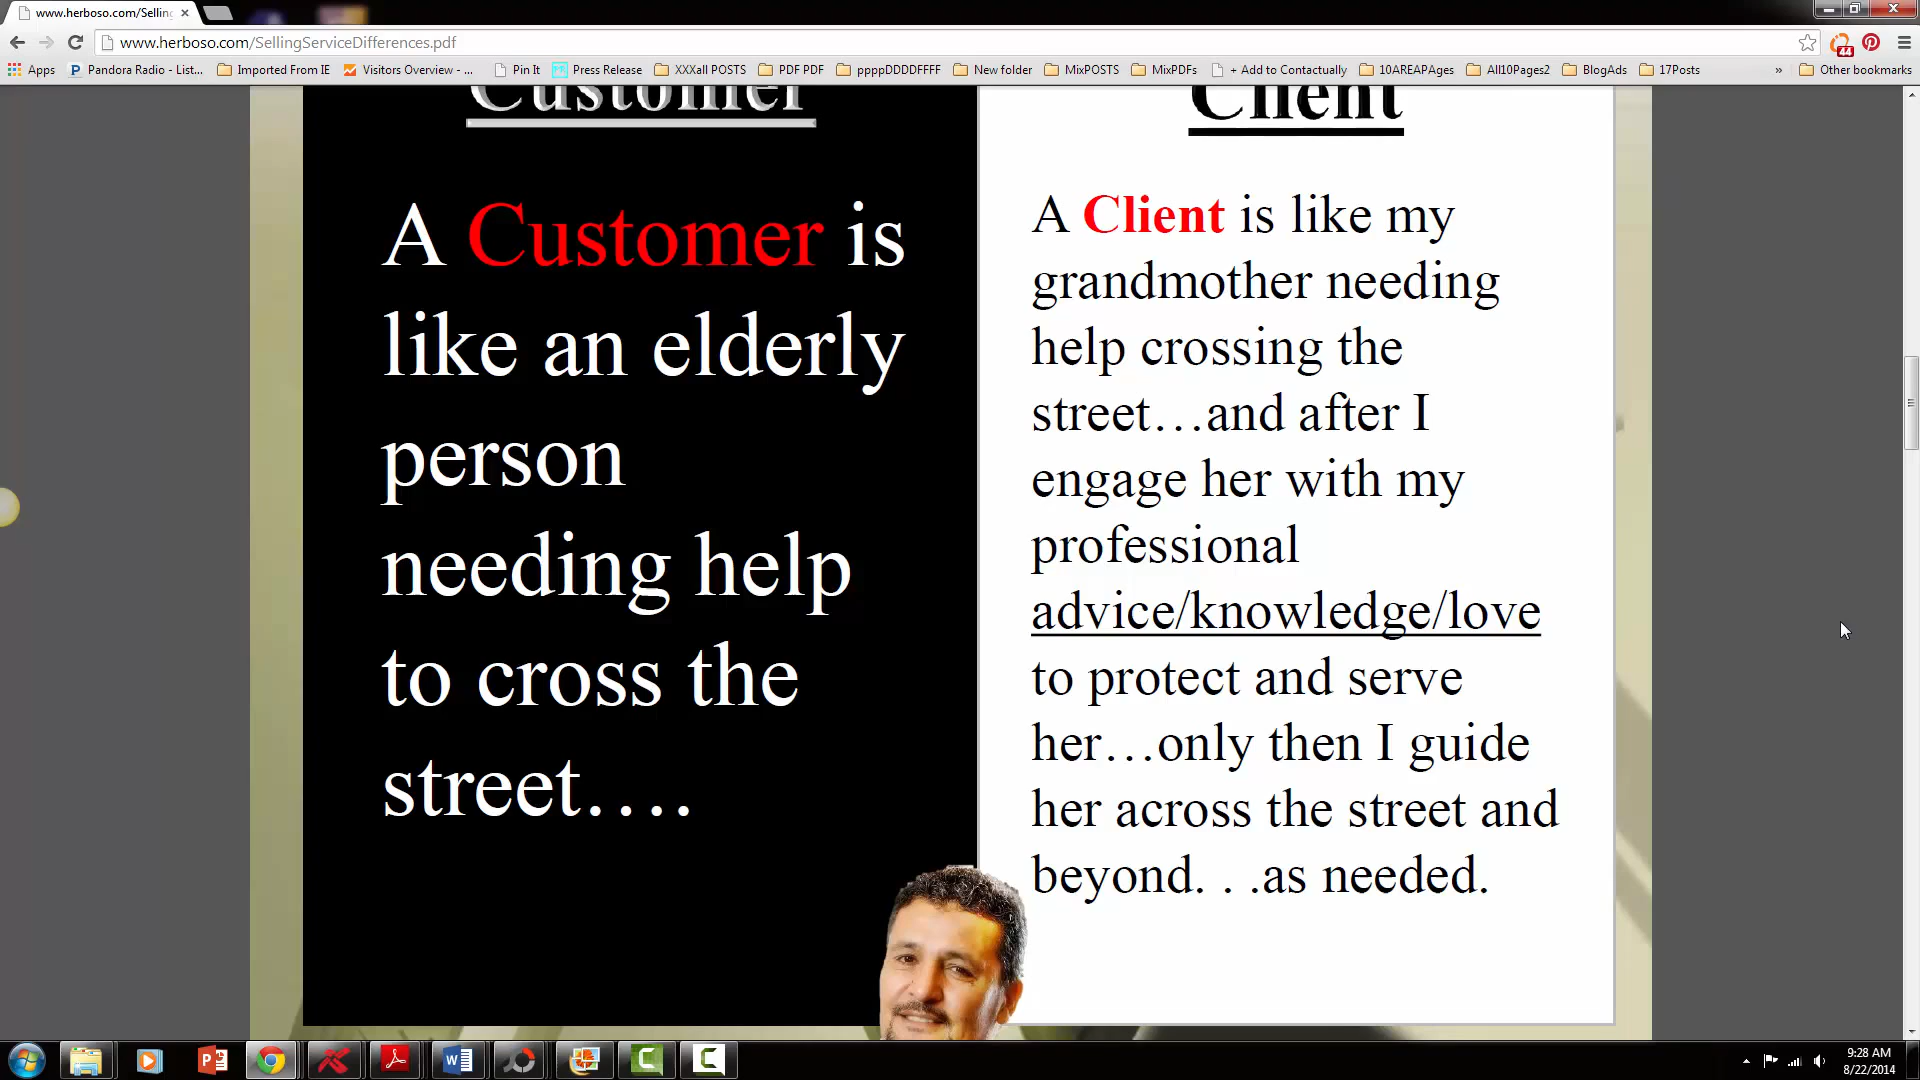 www.herboso.com/Selling
www.herboso.com/SellingServiceDifferences.pdf
44
Apps
Pandora Radio - List...
Imported From IE
Visitors Overview - ...
Pin It
Press Release
XXXall POSTS
PDF PDF
ppppDDDDFFFF
New folder
MixPOSTS
MixPDFs
+ Add to Contactually
10AREAPAges
All10Pages2
BlogAds
17Posts
»
Other bookmarks
Customer
A Customer is
like an elderly
person
needing help
to cross the
street….
Client
A Client is like my
grandmother needing
help crossing the
street…and after I
engage her with my
professional
advice/knowledge/love
to protect and serve
her…only then I guide
her across the street and
beyond. . .as needed.
9:28 AM
8/22/2014